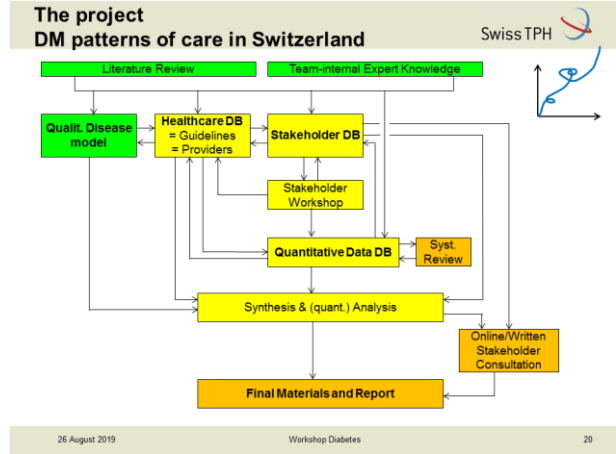 The project
DM patterns of care in Switzerland
Swiss TPH
Literature Review
Team-internal Expert Knowledge
Qualit. Disease
model
Healthcare DB
= Guidelines
= Providers
Stakeholder DB
Stakeholder
Workshop
Quantitative Data DB
Syst.
Review
Synthesis & (quant.) Analysis
Online/Written
Stakeholder
Consultation
Final Materials and Report
26 August 2019
Workshop Diabetes
20